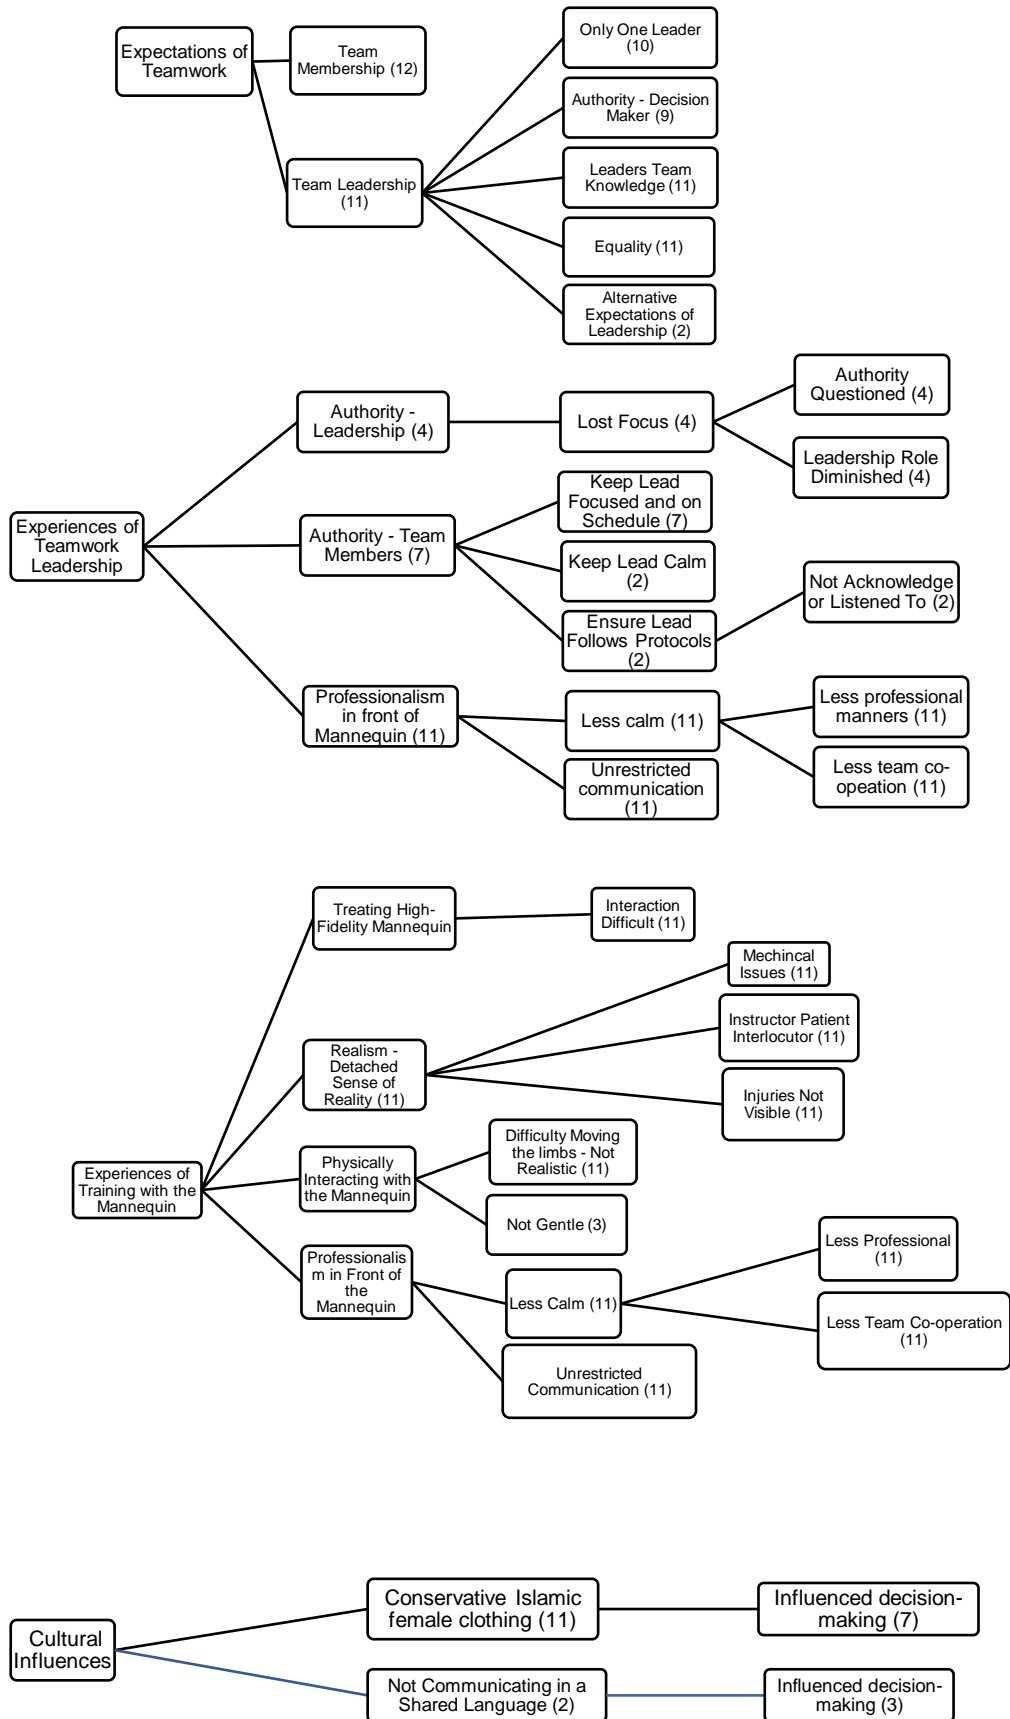 Expectations of
Teamwork
Team
Membership (12)
Team Leadership
(11)
Only One Leader
(10)
Authority - Decision
Maker (9)
Leaders Team
Knowledge (11)
Equality (11)
Alternative
Expectations of
Leadership (2)
Experiences of
Teamwork
Leadership
Authority -
Leadership (4)
Lost Focus (4)
Authority
Questioned (4)
Leadership Role
Diminished (4)
Authority - Team
Members (7)
Keep Lead
Focused and on
Schedule (7)
Keep Lead Calm
(2)
Ensure Lead
Follows Protocols
(2)
Not Acknowledge
or Listened To (2)
Professionalism
in front of
Mannequin (11)
Less calm (11)
Less professional
manners (11)
Less team co-
opeation (11)
Unrestricted
communication
(11)
Experiences of
Training with the
Mannequin
Treating High-
Fidelity Mannequin
Interaction
Difficult (11)
Realism -
Detached
Sense of
Reality (11)
Mechincal
Issues (11)
Instructor Patient
Interlocutor (11)
Injuries Not
Visible (11)
Physically
Interacting with
the Mannequin
Difficulty Moving
the limbs - Not
Realistic (11)
Not Gentle (3)
Professionalis
m in Front of
the
Mannequin
Less Calm (11)
Less Professional
(11)
Less Team Co-operation
(11)
Unrestricted
Communication (11)
Cultural
Influences
Conservative Islamic
female clothing (11)
Influenced decision-
making (7)
Not Communicating in a
Shared Language (2)
Influenced decision-
making (3)